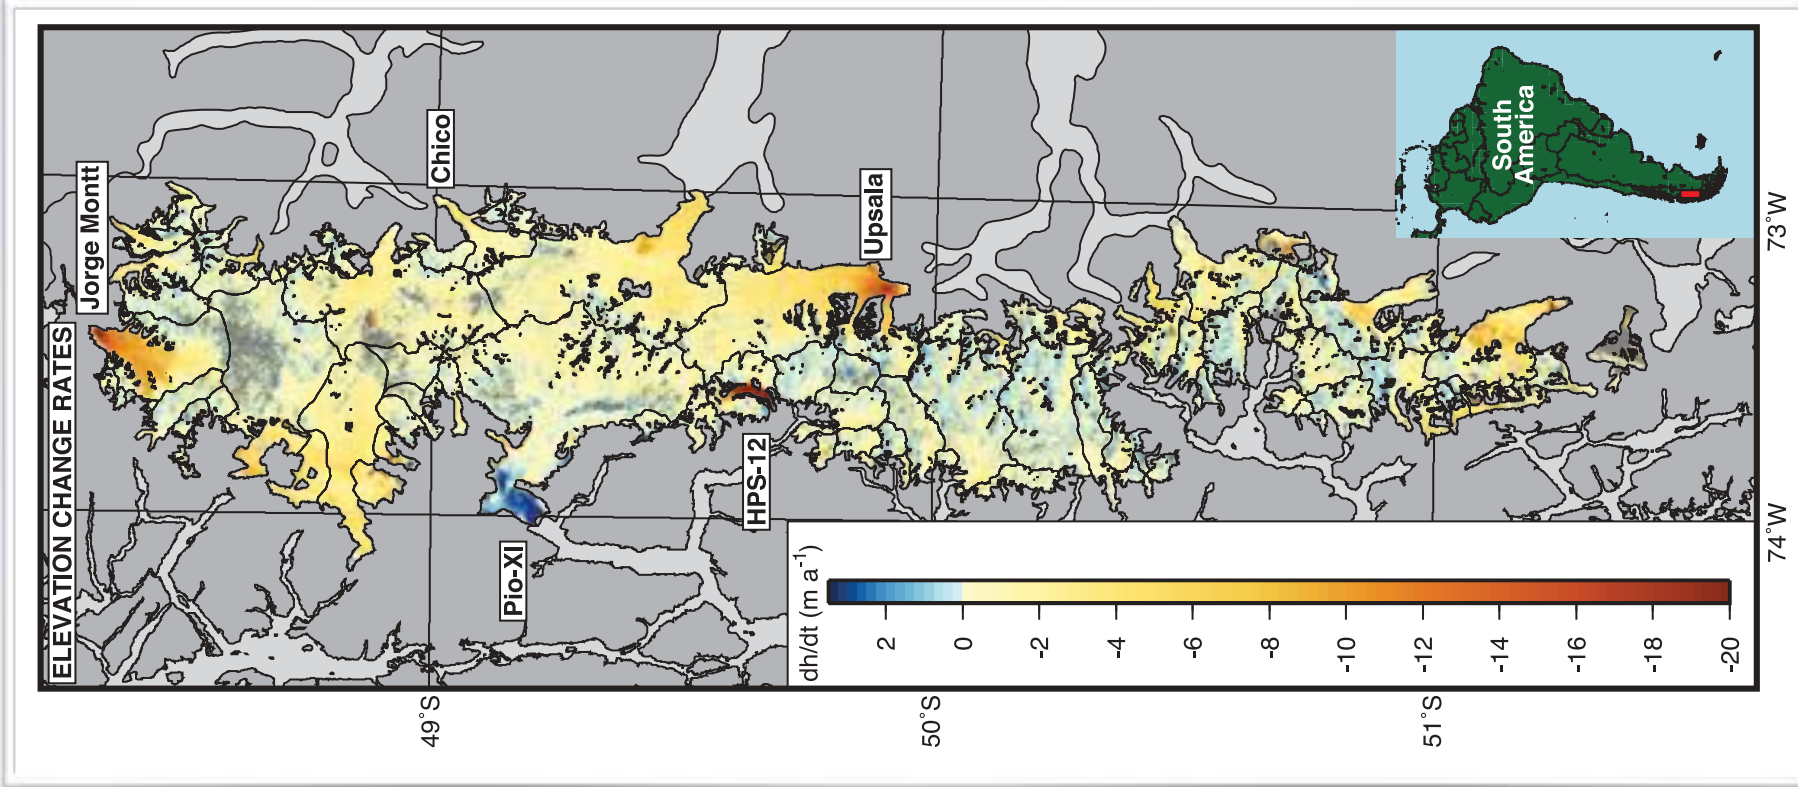 ELEVATION CHANGE RATES
Jorge Montt
Chico
Upsala
Pio-XI
HPS-12
South
America
dh/dt (m a-1)
2
0
-2
-4
-6
-8
-10
-12
-14
-16
-18
-20
49°S
50°S
51°S
73°W
74°W